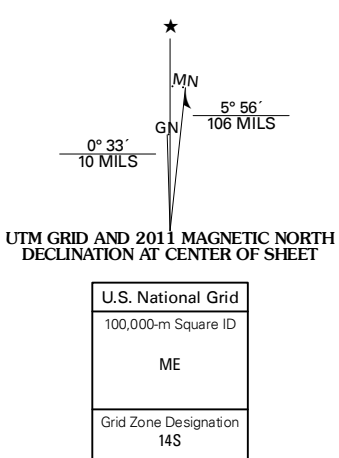 ★
MN
5° 56´
106 MILS
GN
0° 33´
10 MILS
UTM GRID AND 2011 MAGNETIC NORTH
DECLINATION AT CENTER OF SHEET
U.S. National Grid
100,000-m Square ID
ME
Grid Zone Designation
14S